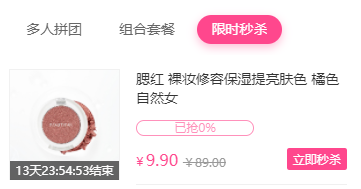 多人拼团 组合套餐 限时秒杀
腮红 裸妆修容保湿提亮肤色 橘色
自然女
已抢0%
13天23:54:53结束
¥9.90 ¥89.00 立即秒杀